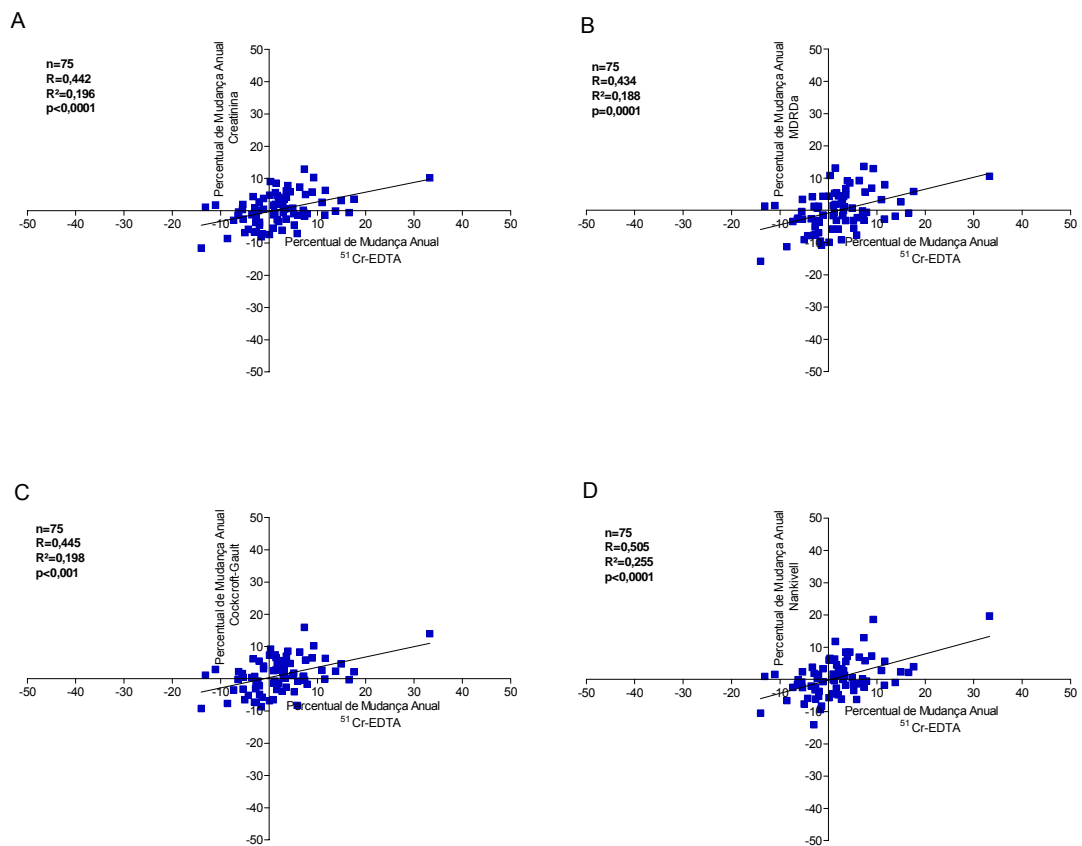 A
n=75
R=0,442
R²=0,196
p<0,0001
Percentual de Mudança Anual
Creatinina
50
40
30
20
10
-10
-20
-30
-40
-50
-50 -40 -30 -20 -10 0 10 20 30 40 50
Percentual de Mudança Anual
⁵¹Cr-EDTA
B
n=75
R=0,434
R²=0,188
p=0,0001
Percentual de Mudança Anual
MDRDa
50
40
30
20
10
-10
-20
-30
-40
-50
-50 -40 -30 -20 -10 0 10 20 30 40 50
Percentual de Mudança Anual
⁵¹Cr-EDTA
C
n=75
R=0,445
R²=0,198
p<0,001
Percentual de Mudança Anual
Cockcroft-Gault
50
40
30
20
10
-10
-20
-30
-40
-50
-50 -40 -30 -20 -10 0 10 20 30 40 50
Percentual de Mudança Anual
⁵¹Cr-EDTA
D
n=75
R=0,505
R²=0,255
p<0,0001
Percentual de Mudança Anual
Nankivell
50
40
30
20
10
-10
-20
-30
-40
-50
-50 -40 -30 -20 -10 0 10 20 30 40 50
Percentual de Mudança Anual
⁵¹Cr-EDTA